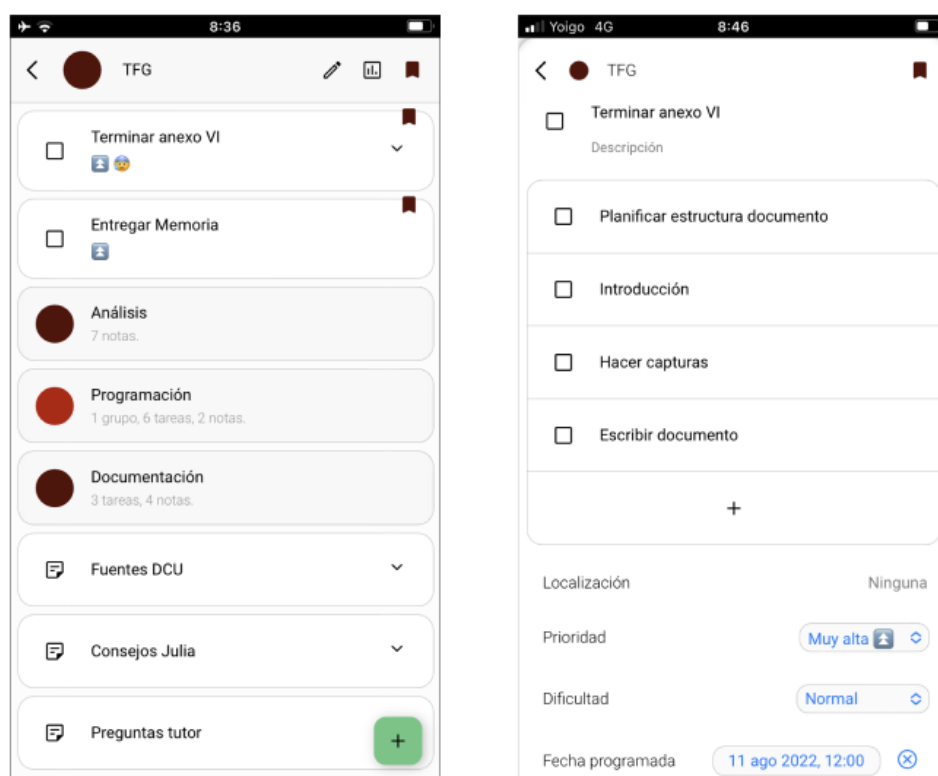 8:36
TFG
Terminar anexo VI
Entregar Memoria
Análisis
7 notas.
Programación
1 grupo, 6 tareas, 2 notas.
Documentación
3 tareas, 4 notas.
Fuentes DCU
Consejos Julia
Preguntas tutor
+
Yoigo 4G 8:46
TFG
Terminar anexo VI
Descripción
Planificar estructura documento
Introducción
Hacer capturas
Escribir documento
+
Localización Ninguna
Prioridad Muy alta
Dificultad Normal
Fecha programada 11 ago 2022, 12:00